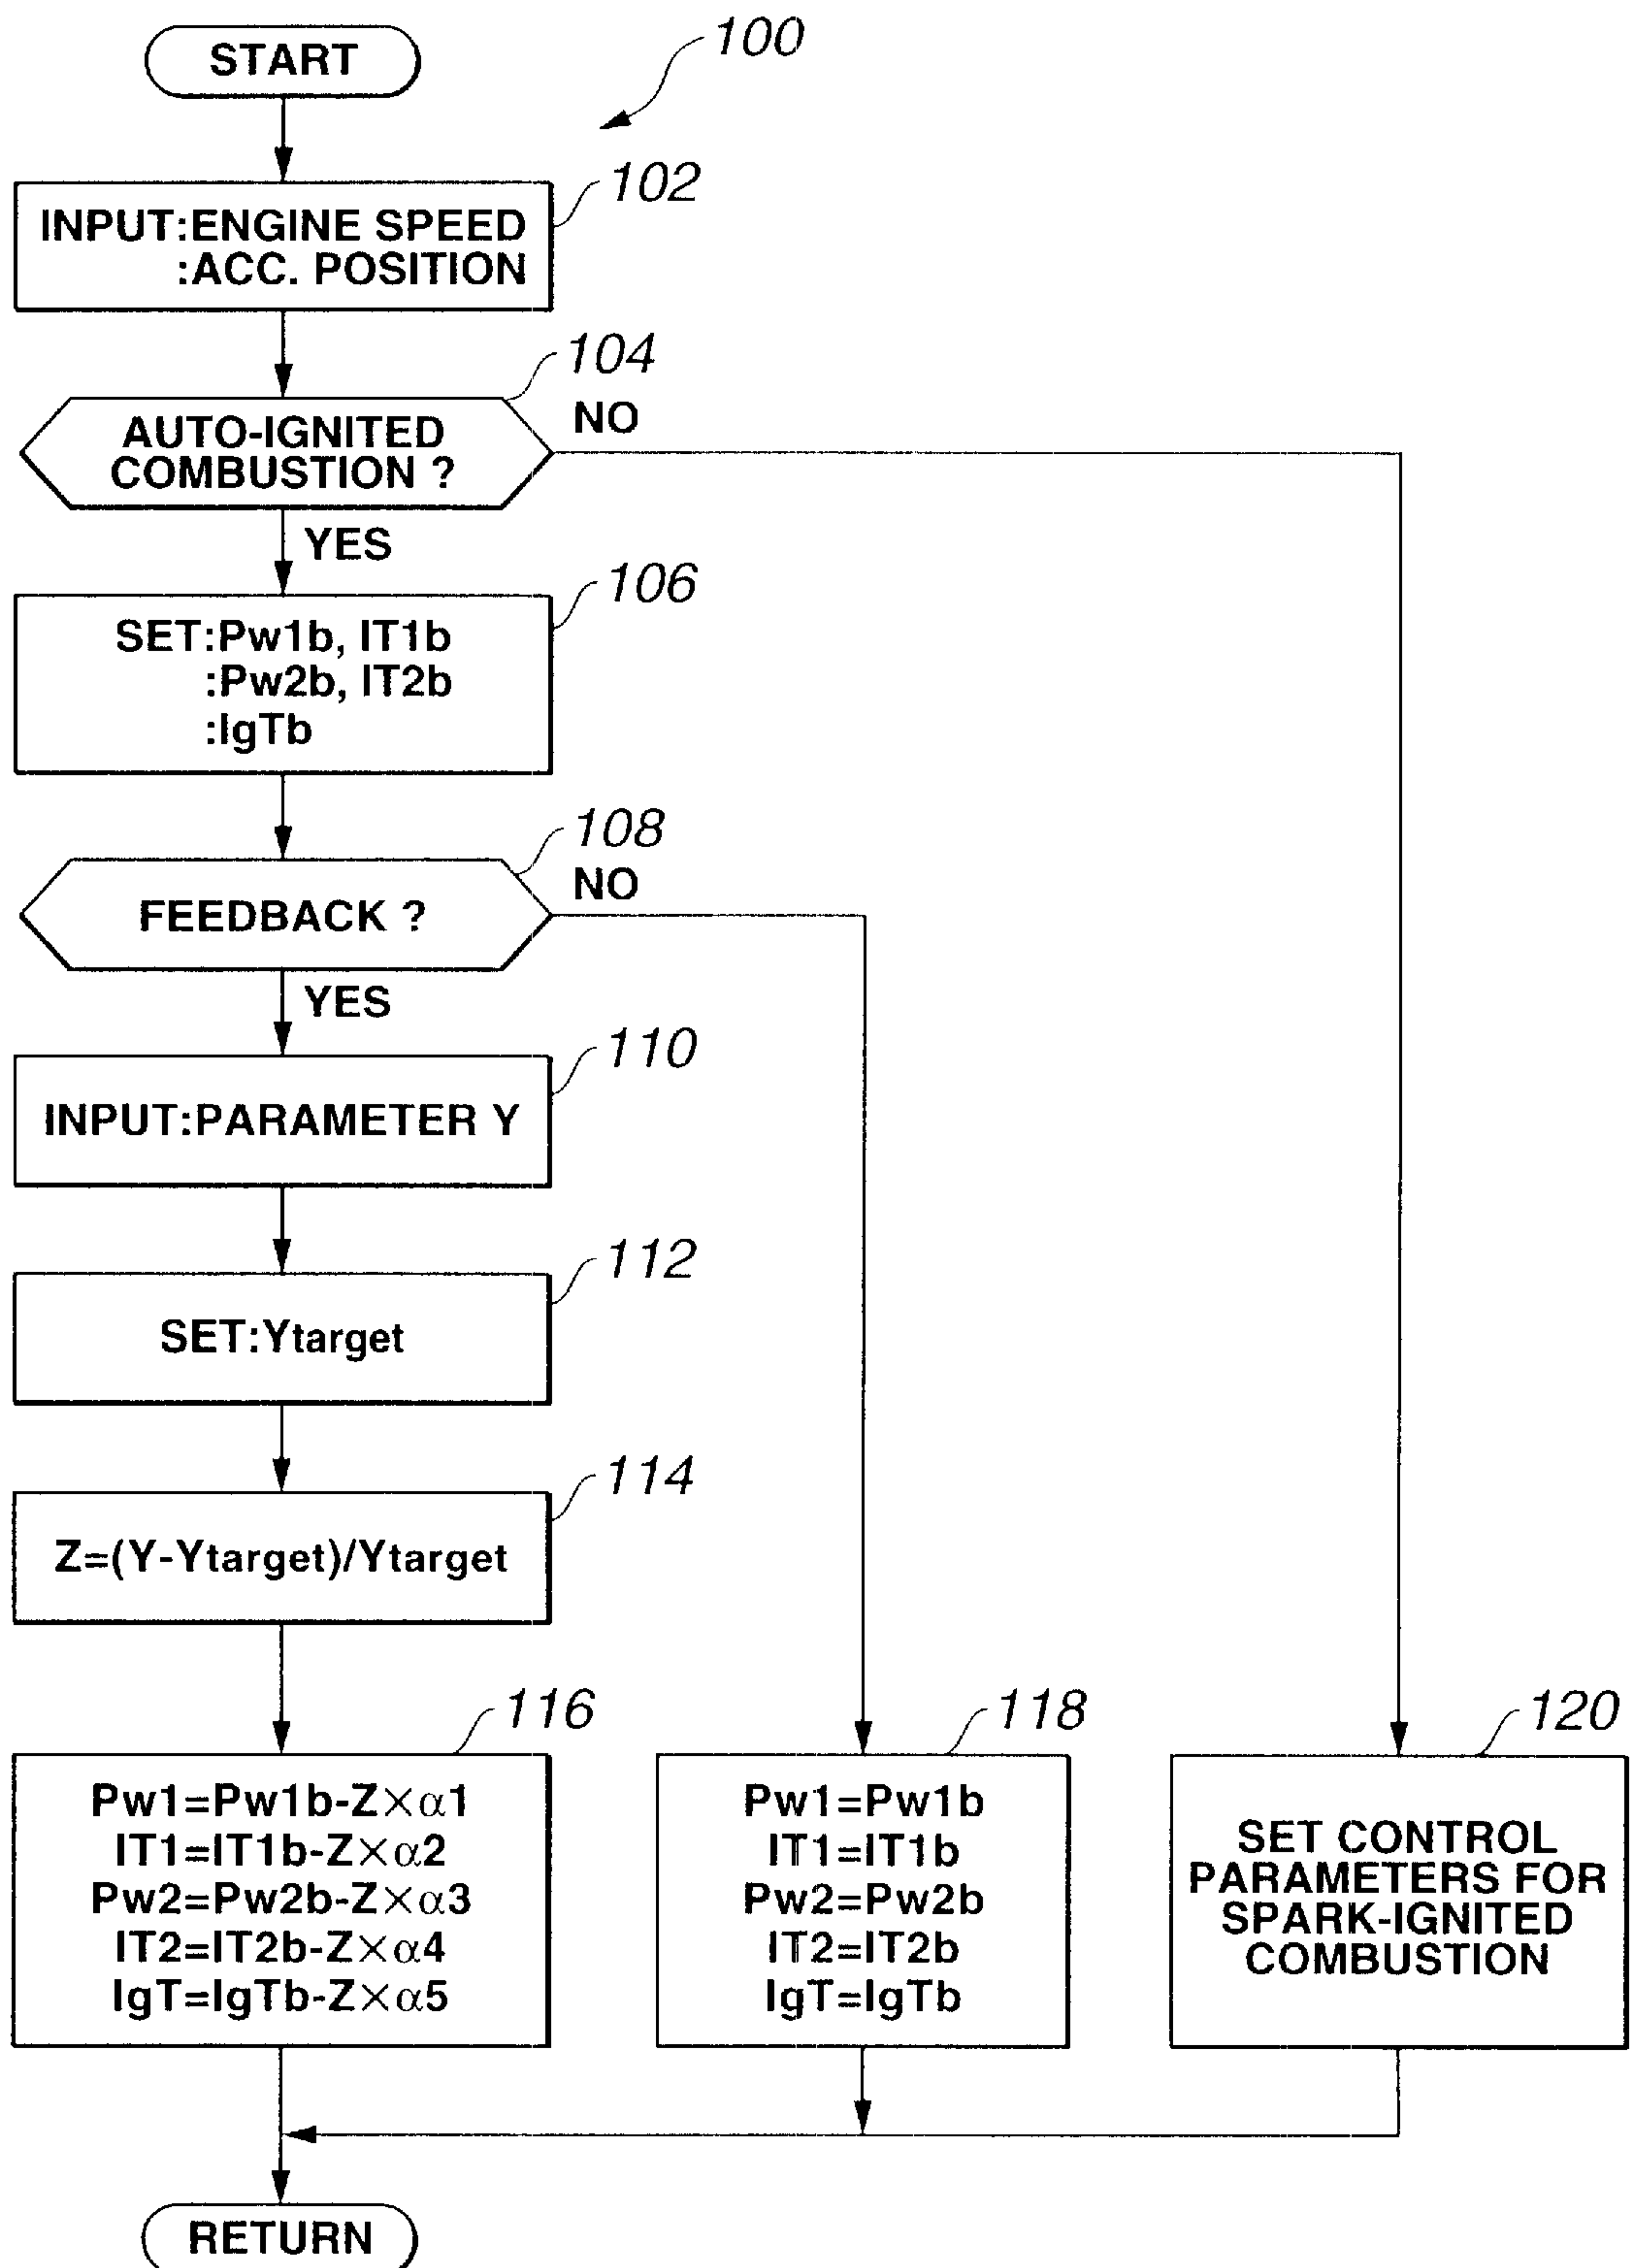 START
100
102
INPUT:ENGINE SPEED
:ACC. POSITION
104
AUTO-IGNITED
COMBUSTION ?
NO
YES
106
SET:Pw1b, IT1b
:Pw2b, IT2b
:IgTb
108
FEEDBACK ?
NO
YES
110
INPUT:PARAMETER Y
112
SET:Ytarget
114
Z=(Y-Ytarget)/Ytarget
116
Pw1=Pw1b-Z×α1
IT1=IT1b-Z×α2
Pw2=Pw2b-Z×α3
IT2=IT2b-Z×α4
IgT=IgTb-Z×α5
118
Pw1=Pw1b
IT1=IT1b
Pw2=Pw2b
IT2=IT2b
IgT=IgTb
120
SET CONTROL
PARAMETERS FOR
SPARK-IGNITED
COMBUSTION
RETURN